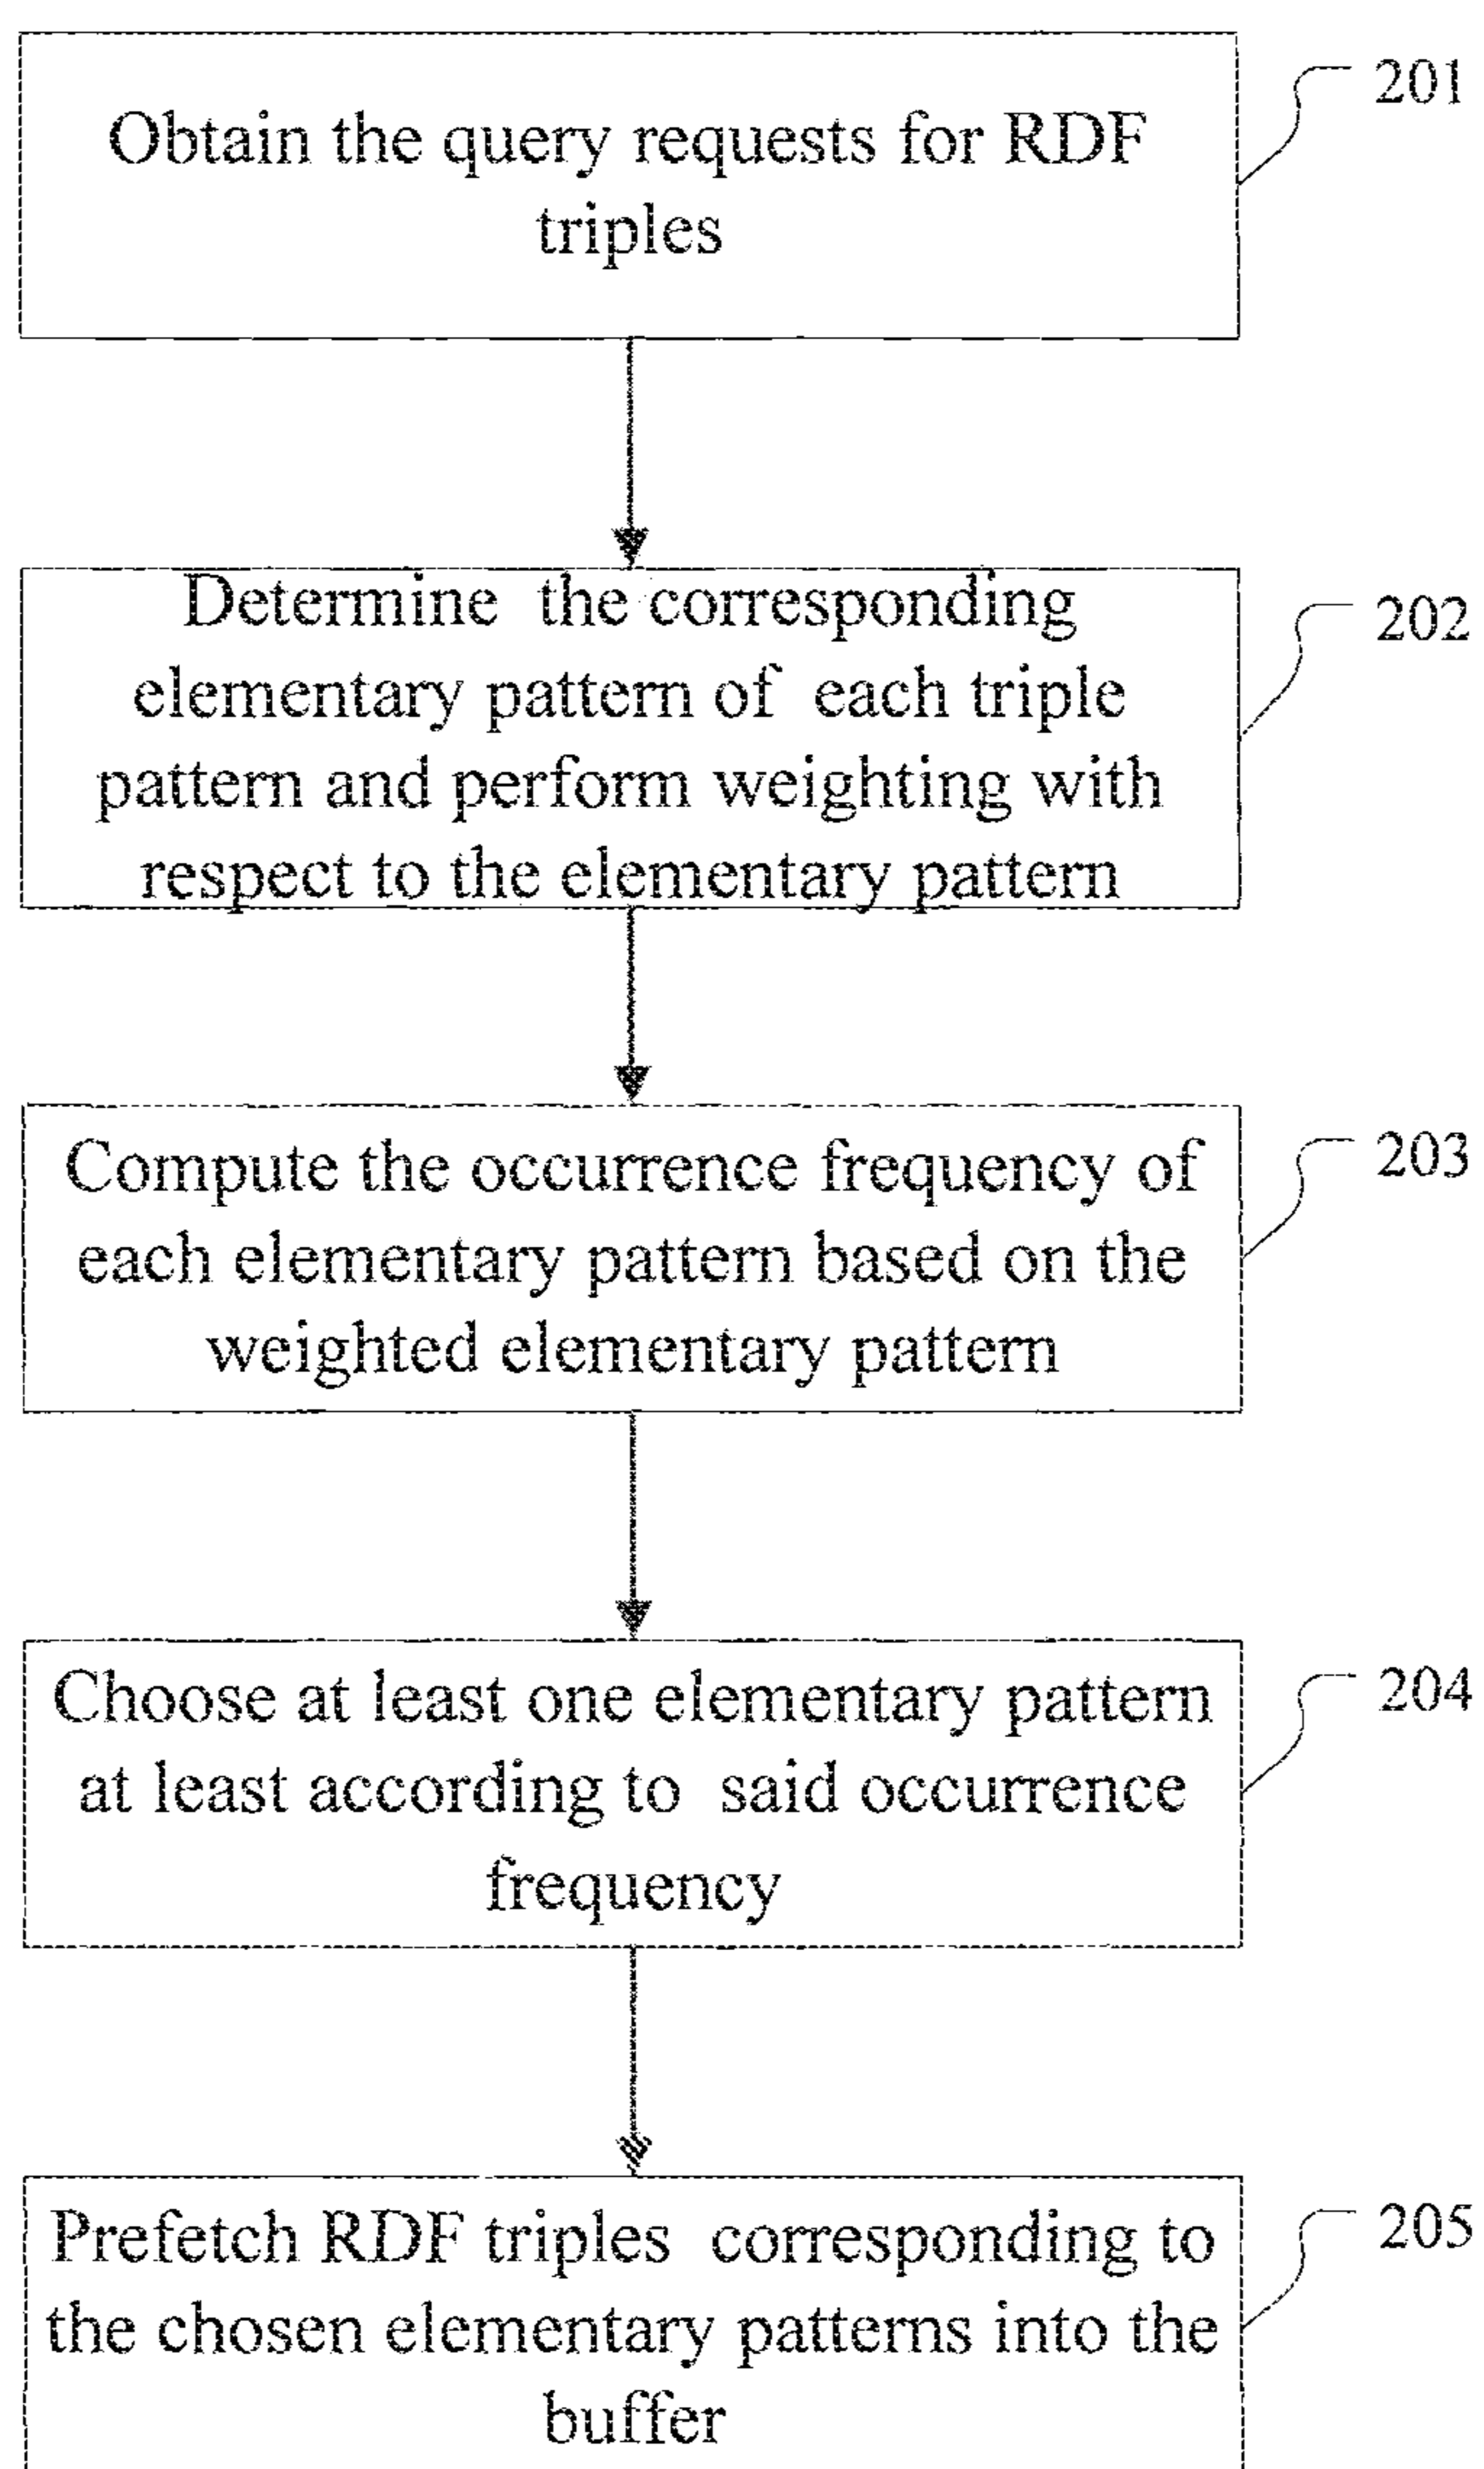 Obtain the query requests for RDF
triples
201
Determine the corresponding
elementary pattern of each triple
pattern and perform weighting with
respect to the elementary pattern
202
Compute the occurrence frequency of
each elementary pattern based on the
weighted elementary pattern
203
Choose at least one elementary pattern
at least according to said occurrence
frequency
204
Prefetch RDF triples corresponding to
the chosen elementary patterns into the
buffer
205